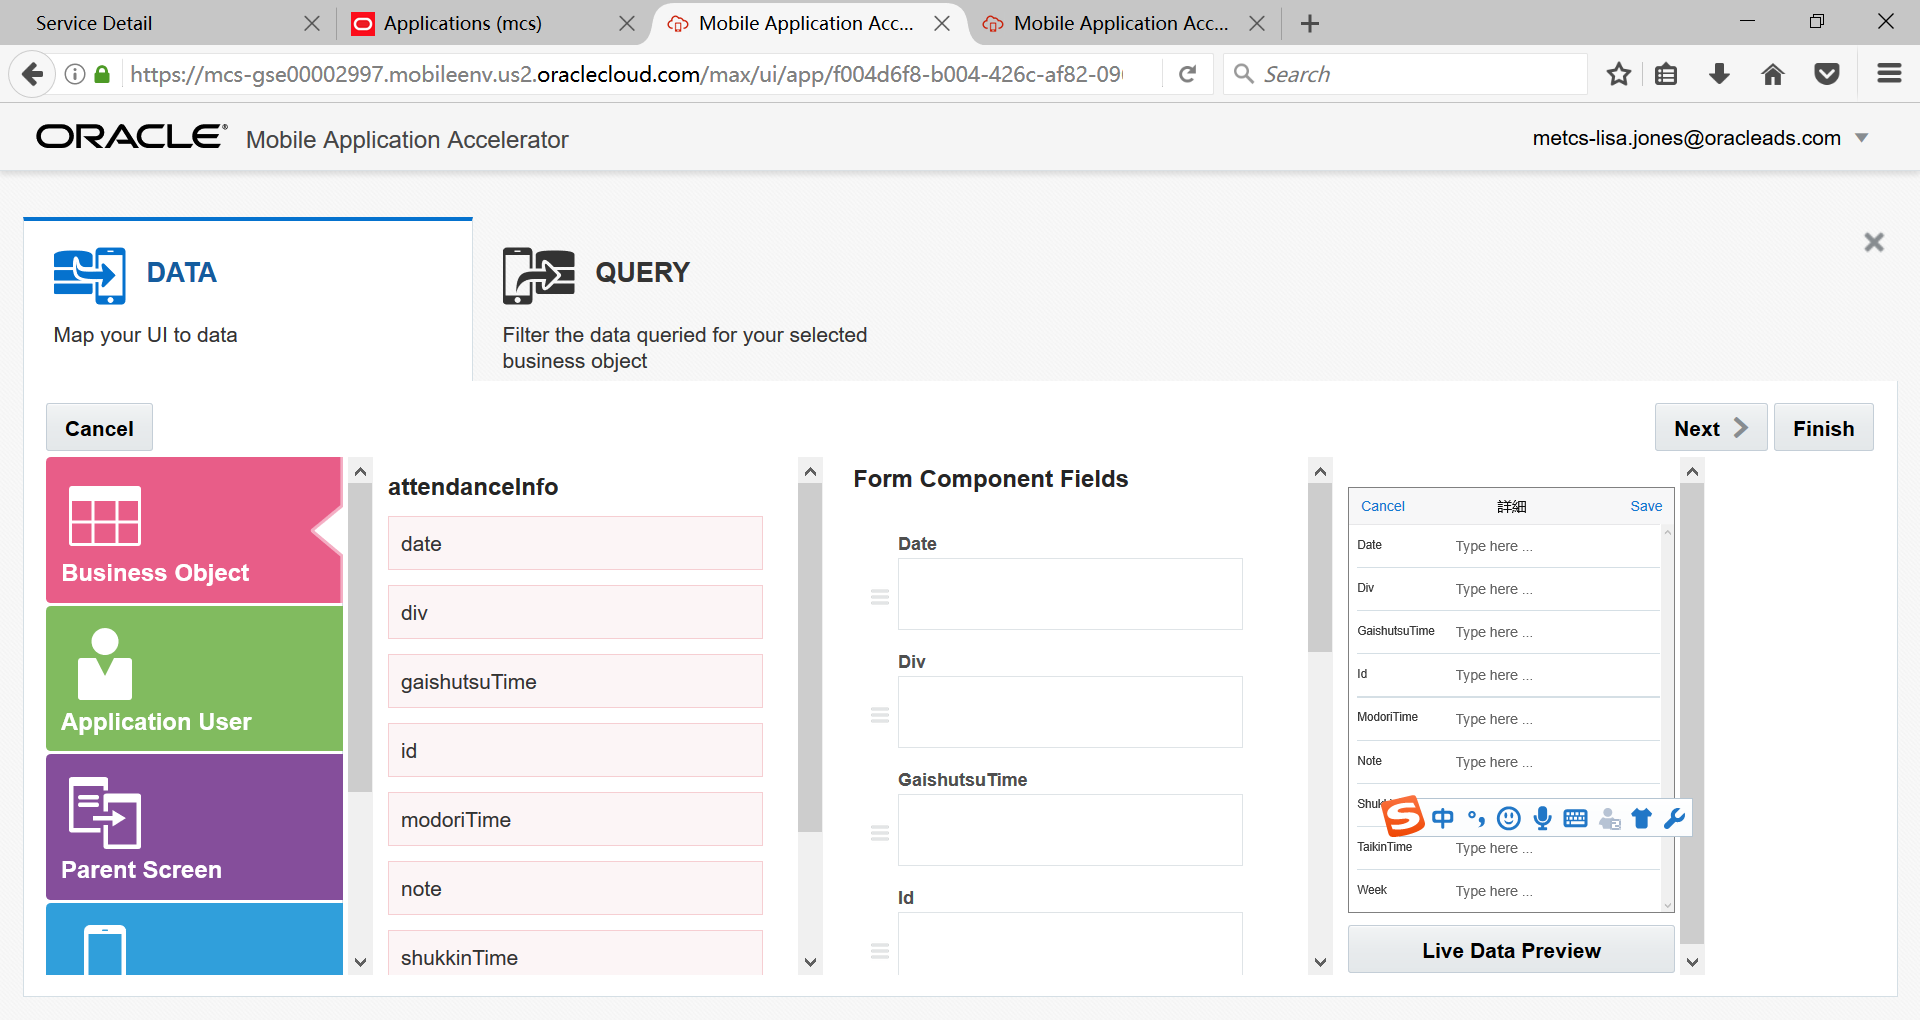 Service Detail
Applications (mcs)
Mobile Application Acc...
Mobile Application Acc...
https://mcs-gse00002997.mobileenv.us2.oraclecloud.com/max/ui/app/f004d6f8-b004-426c-af82-09
Search
ORACLE® Mobile Application Accelerator
metcs-lisa.jones@oracleads.com
DATA
Map your UI to data
QUERY
Filter the data queried for your selected
business object
Cancel
Next
Finish
Business Object
Application User
Parent Screen
attendanceInfo
date
div
gaishutsuTime
id
modoriTime
note
shukkinTime
Form Component Fields
Date
Div
GaishutsuTime
Id
Cancel 詳細 Save
Date Type here ...
Div Type here ...
GaishutsuTime Type here ...
Id Type here ...
ModoriTime Type here ...
Note Type here ...
Shuk
S 中 °,
TaikinTime Type here ...
Week Type here ...
Live Data Preview